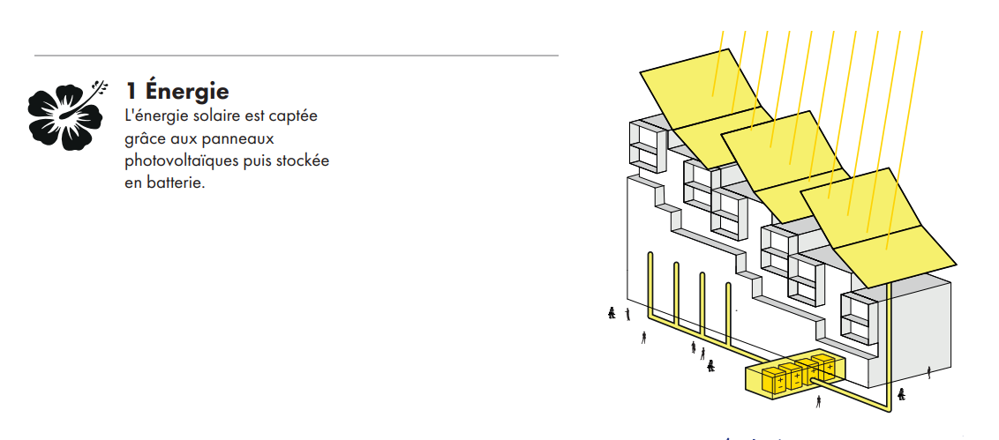 1 Énergie
L'énergie solaire est captée
grâce aux panneaux
photovoltaïques puis stockée
en batterie.